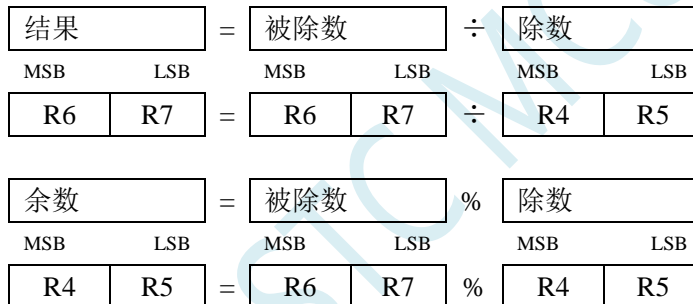 结果 = 被除数 ÷ 除数
MSB LSB MSB LSB MSB LSB
R6 R7 = R6 R7 ÷ R4 R5
余数 = 被除数 % 除数
MSB LSB MSB LSB MSB LSB
R4 R5 = R6 R7 % R4 R5
STC MCU